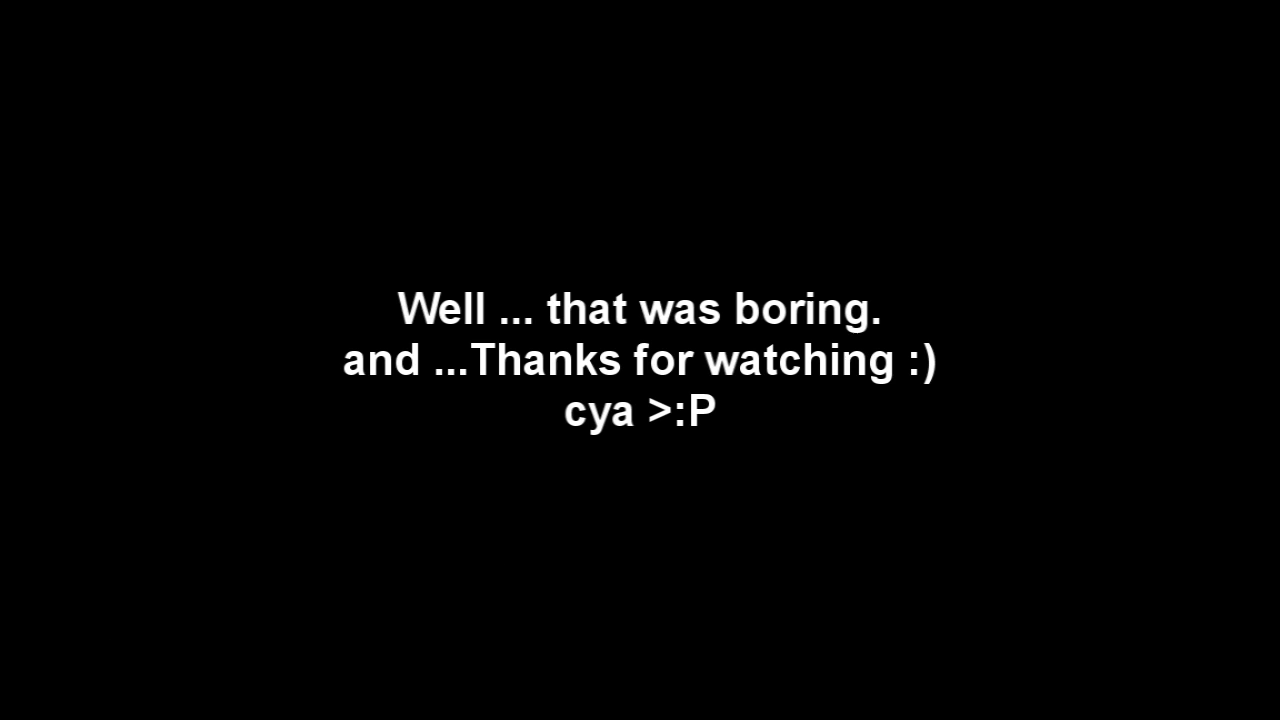 Well ... that was boring.
and ...Thanks for watching :)
cya >:P